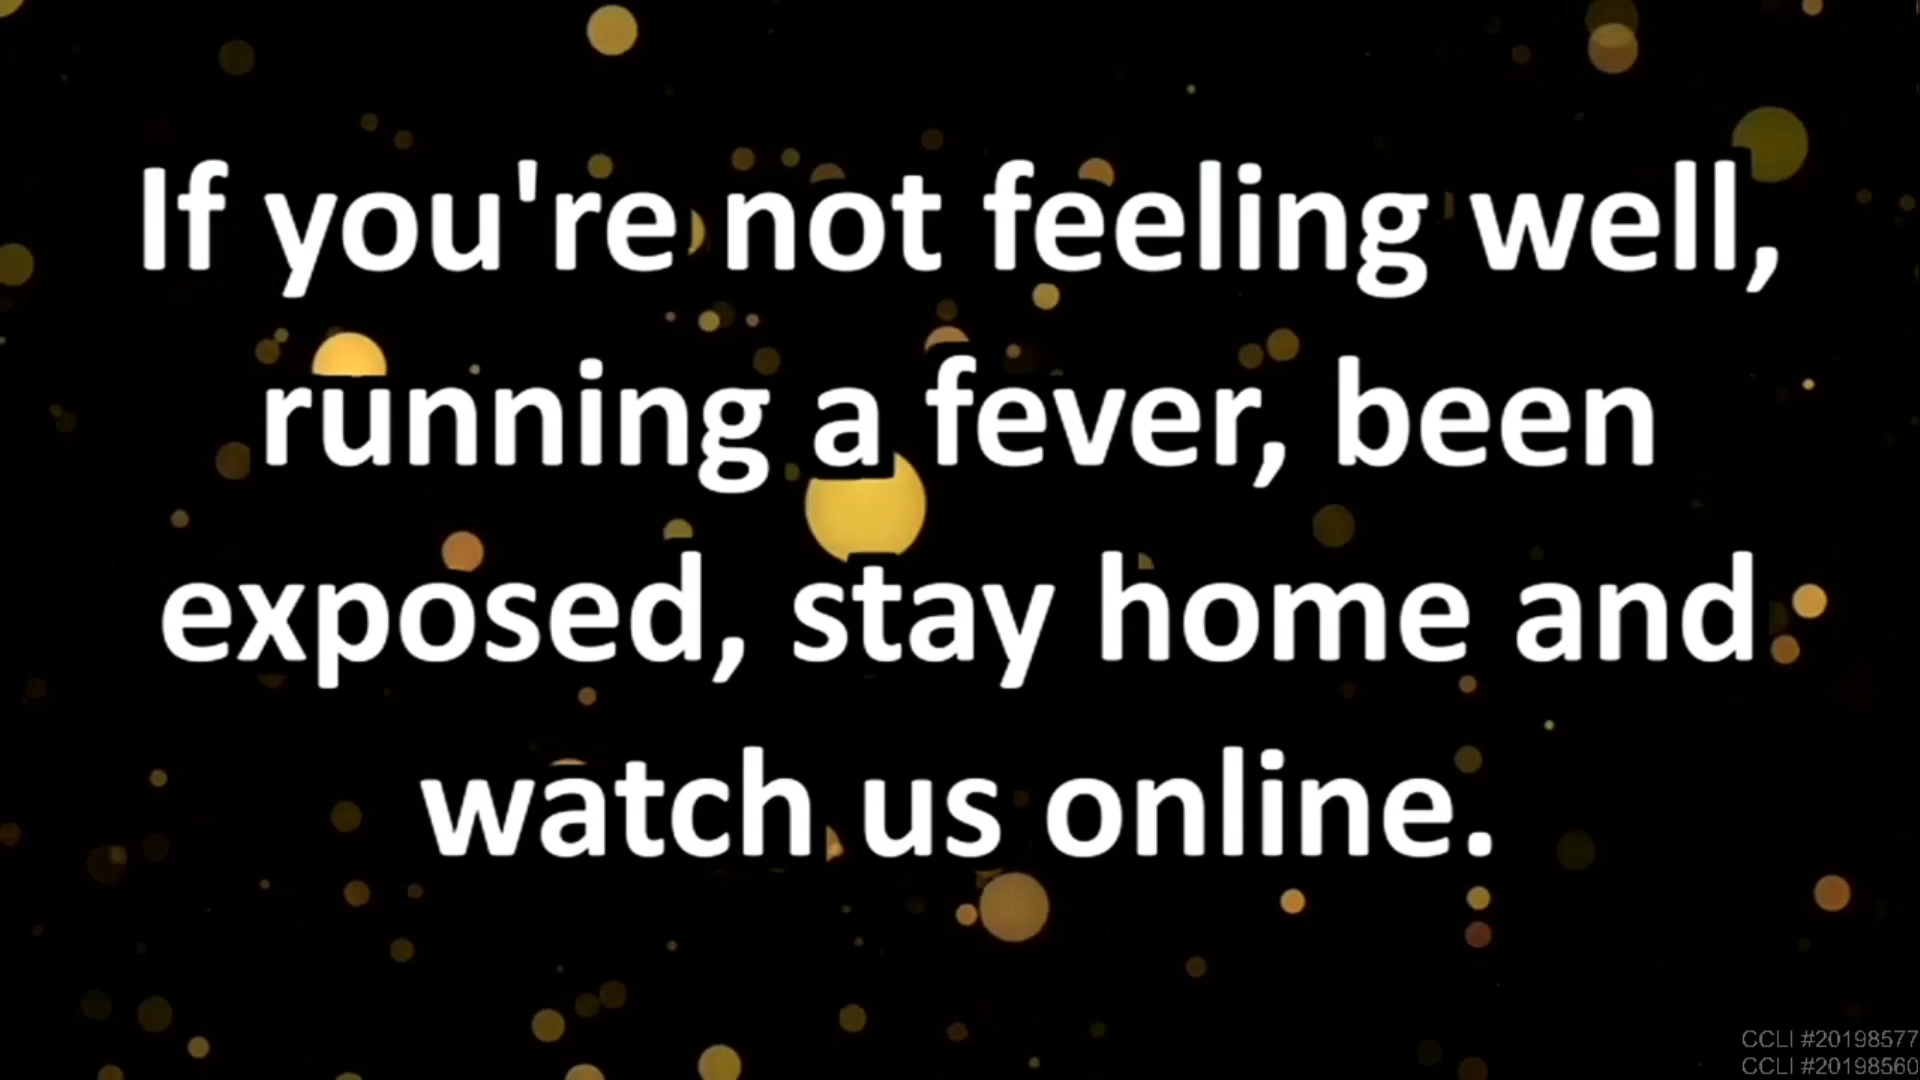 If you're not feeling well,
running a fever, been
exposed, stay home and
watch us online.
CCLI #20198577
CCLI #20198560